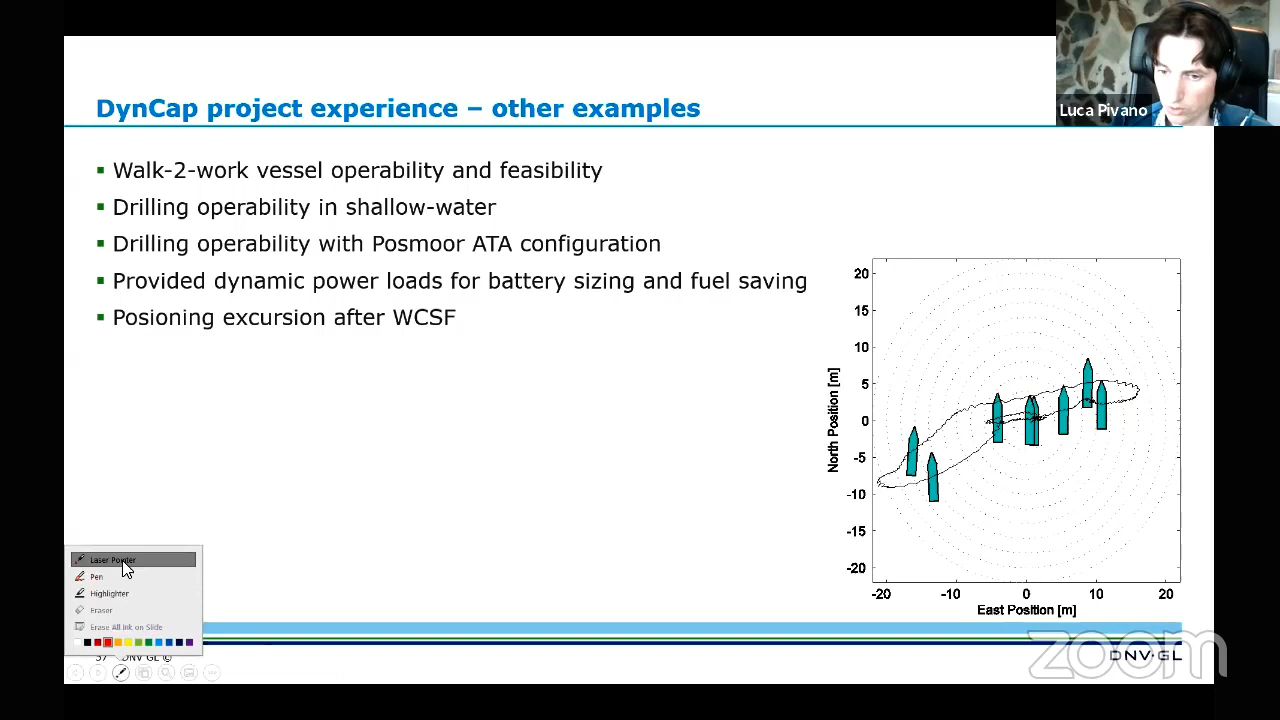 DynCap project experience – other examples
Luca Pivano
Walk-2-work vessel operability and feasibility
Drilling operability in shallow-water
Drilling operability with Posmoor ATA configuration
Provided dynamic power loads for battery sizing and fuel saving
Posioning excursion after WCSF
North Position [m]
20
15
10
5
0
-5
-10
-15
-20
-20
-10
0
10
20
East Position [m]
Laser Pointer
Pen
Highlighter
Eraser
Erase All Ink on Slide
57 DNV GL ©
DNV·GL
zoom